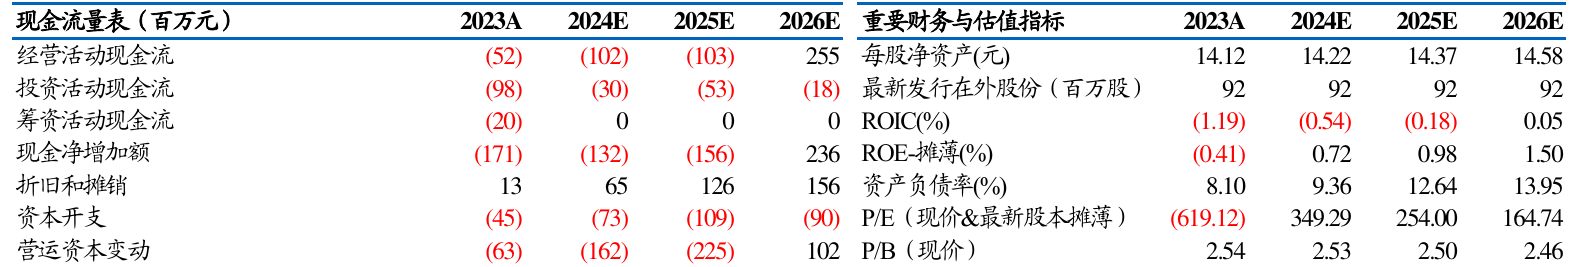 现金流量表（百万元） 2023A 2024E 2025E 2026E 重要财务与估值指标 2023A 2024E 2025E 2026E
经营活动现金流 (52) (102) (103) 255 每股净资产(元) 14.12 14.22 14.37 14.58
投资活动现金流 (98) (30) (53) (18) 最新发行在外股份（百万股） 92 92 92 92
筹资活动现金流 (20) 0 0 0 ROIC(%) (1.19) (0.54) (0.18) 0.05
现金净增加额 (171) (132) (156) 236 ROE-摊薄(%) (0.41) 0.72 0.98 1.50
折旧和摊销 13 65 126 156 资产负债率(%) 8.10 9.36 12.64 13.95
资本开支 (45) (73) (109) (90) P/E（现价&最新股本摊薄） (619.12) 349.29 254.00 164.74
营运资本变动 (63) (162) (225) 102 P/B（现价） 2.54 2.53 2.50 2.46